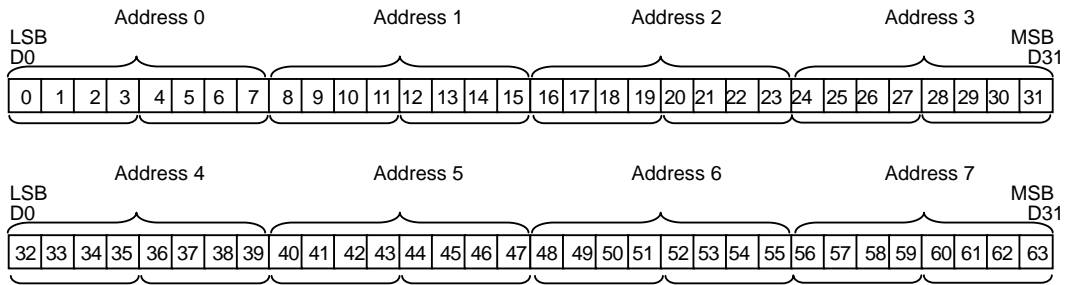 Address 0 Address 1 Address 2 Address 3
LSB MSB
D0 D31
0 1 2 3 4 5 6 7 8 9 10 11 12 13 14 15 16 17 18 19 20 21 22 23 24 25 26 27 28 29 30 31
Address 4 Address 5 Address 6 Address 7
LSB MSB
D0 D31
32 33 34 35 36 37 38 39 40 41 42 43 44 45 46 47 48 49 50 51 52 53 54 55 56 57 58 59 60 61 62 63